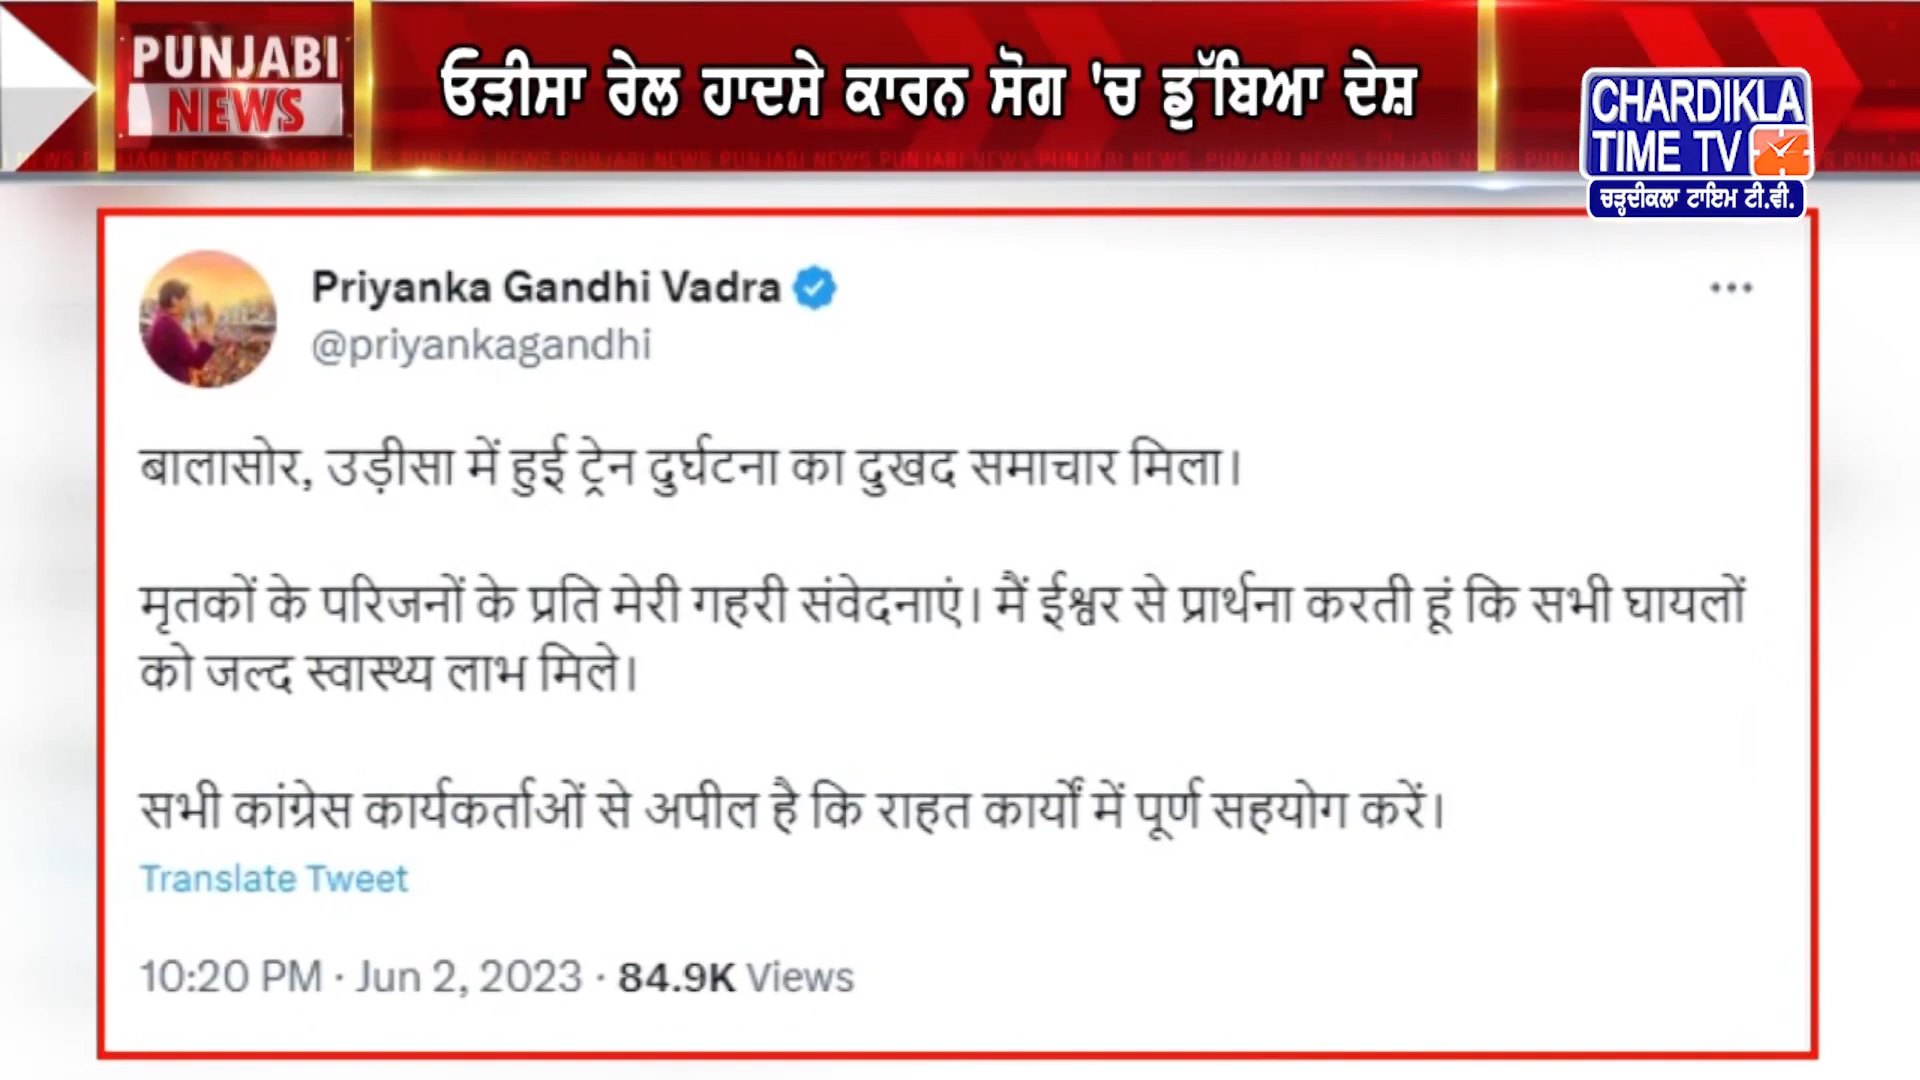 PUNJABI
NEWS
ਓੜੀਸਾ ਰੇਲ ਹਾਦਸੇ ਕਾਰਨ ਸੋਗ 'ਚ ਡੁੱਬਿਆ ਦੇਸ਼
CHARDIKLA
TIME TV
ਚੜ੍ਹਦੀਕਲਾ ਟਾਇਮ ਟੀ.ਵੀ.
Priyanka Gandhi Vadra
@priyankagandhi
बालासोर, उड़ीसा में हुई ट्रेन दुर्घटना का दुखद समाचार मिला।
मृतकों के परिजनों के प्रति मेरी गहरी संवेदनाएं। मैं ईश्वर से प्रार्थना करती हूं कि सभी घायलों
को जल्द स्वास्थ्य लाभ मिले।
सभी कांग्रेस कार्यकर्ताओं से अपील है कि राहत कार्यों में पूर्ण सहयोग करें।
Translate Tweet
10:20 PM · Jun 2, 2023 · 84.9K Views